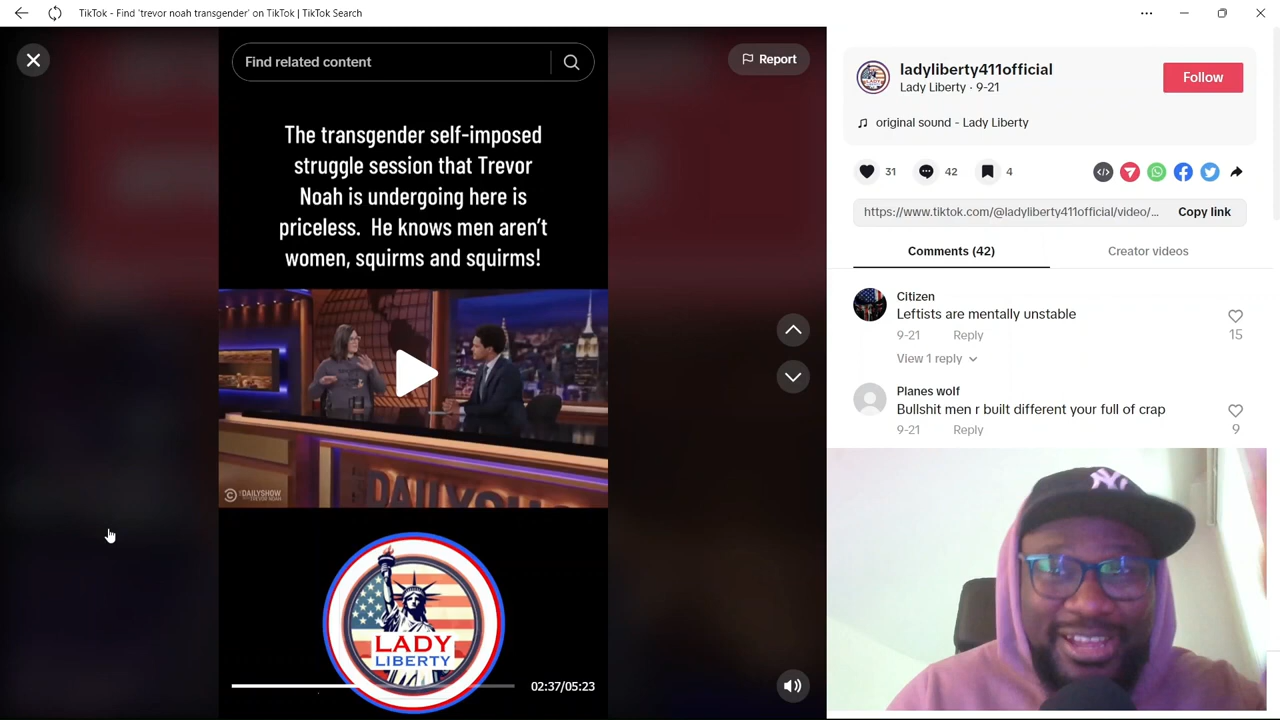 TikTok - Find 'trevor noah transgender' on TikTok | TikTok Search
Find related content
Report
The transgender self-imposed
struggle session that Trevor
Noah is undergoing here is
priceless. He knows men aren't
women, squirms and squirms!
THE DAILYSHOW
DAILYSHO
LADY
LIBERTY
02:37/05:23
ladyliberty411official
Lady Liberty · 9-21
Follow
original sound - Lady Liberty
31
42
4
https://www.tiktok.com/@ladyliberty411official/video/...
Copy link
Comments (42)
Creator videos
Citizen
Leftists are mentally unstable
9-21
Reply
15
View 1 reply
Planes wolf
Bullshit men r built different your full of crap
9-21
Reply
9